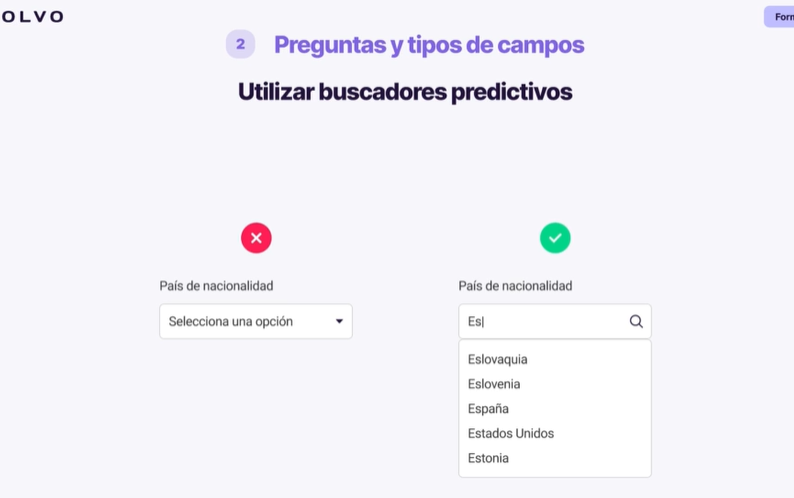 OLVO
Form
2
Preguntas y tipos de campos
Utilizar buscadores predictivos
País de nacionalidad
Selecciona una opción
País de nacionalidad
Es
Eslovaquia
Eslovenia
España
Estados Unidos
Estonia